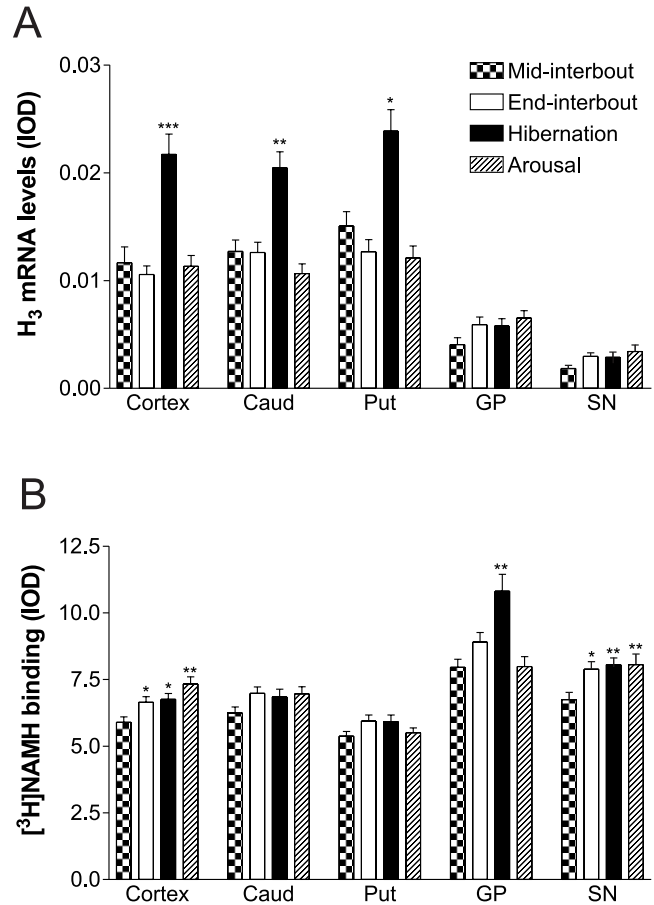 A
H₃ mRNA levels (IOD)
0.03
0.02
0.01
0.00
Mid-interbout
End-interbout
Hibernation
Arousal
***
**
*
Cortex Caud Put GP SN
B
[³H]NAMH binding (IOD)
12.5
10.0
7.5
5.0
2.5
0.0
* * **
**
* ** **
Cortex Caud Put GP SN